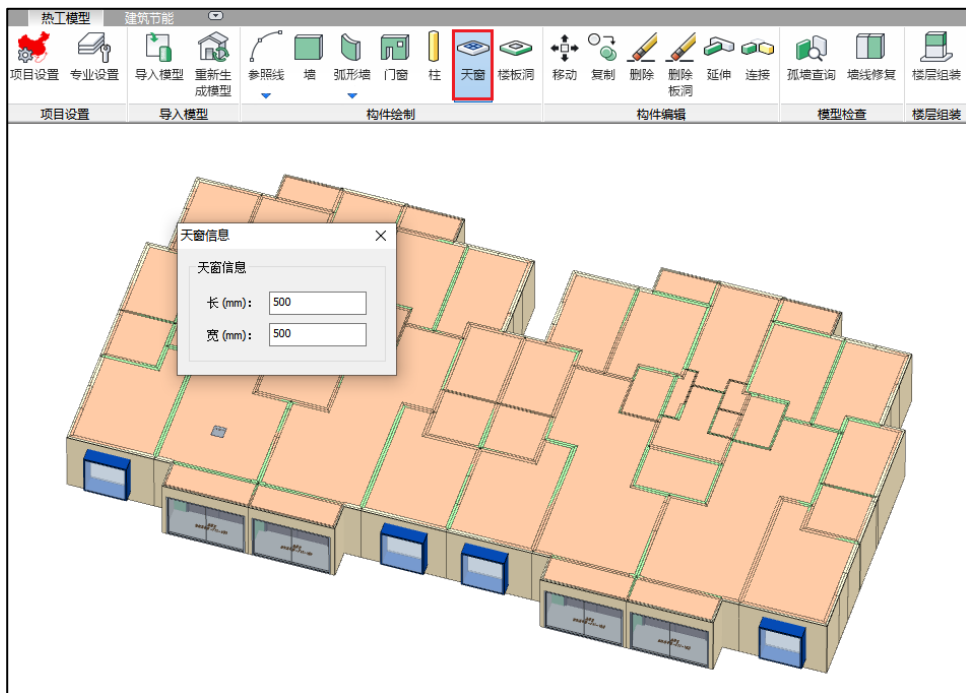 热工模型 建筑节能
项目设置 专业设置 导入模型 重新生成模型 参照线 墙 弧形墙 门窗 柱 天窗 楼板洞 移动 复制 删除 删除板洞 延伸 连接 孤墙查询 墙线修复 楼层组装
项目设置 导入模型 构件绘制 构件编辑 模型检查 楼层组装
天窗信息
天窗信息
长(mm): 500
宽(mm): 500